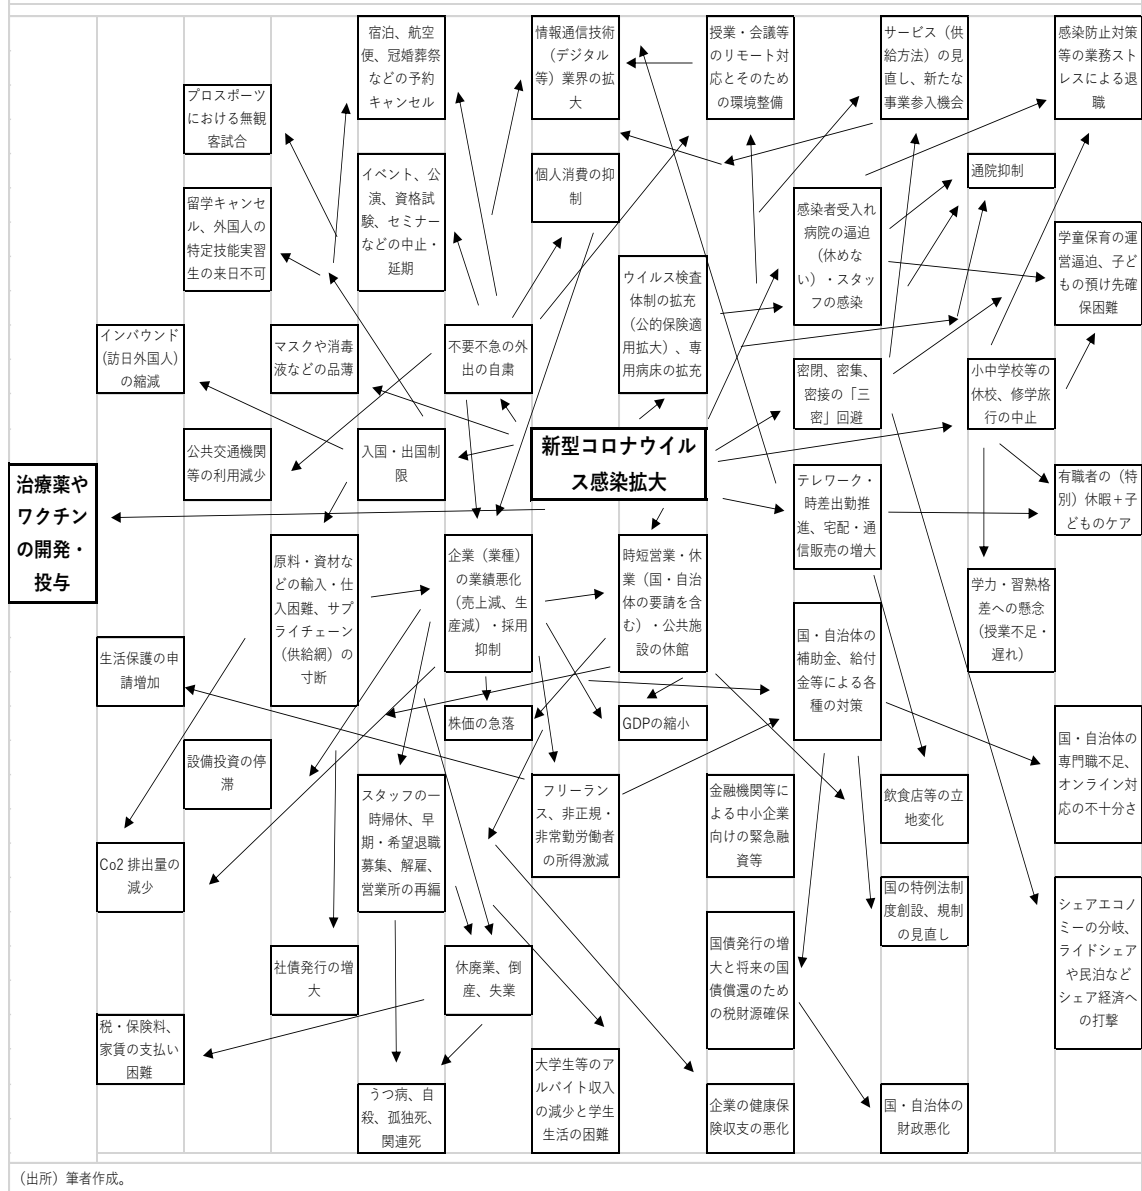 宿泊、航空
便、冠婚葬祭
などの予約
キャンセル
情報通信技術
（デジタル
等）業界の拡
大
授業・会議等
のリモート対
応とそのため
の環境整備
サービス（供
給方法）の見
直し、新たな
事業参入機会
感染防止対策
等の業務スト
レスによる退
職
プロスポーツ
における無観
客試合
イベント、公
演、資格試
験、セミナー
などの中止・
延期
個人消費の抑
制
通院抑制
留学キャンセ
ル、外国人の
特定技能実習
生の来日不可
感染者受入れ
病院の逼迫
（休めな
い）・スタッ
フの感染
学童保育の運
営逼迫、子ど
もの預け先確
保困難
ウイルス検査
体制の拡充
（公的保険適
用拡大）、専
用病床の拡充
インバウンド
(訪日外国人）
の縮減
マスクや消毒
液などの品薄
不要不急の外
出の自粛
密閉、密集、
密接の「三
密」回避
小中学校等の
休校、修学旅
行の中止
公共交通機関
等の利用減少
入国・出国制
限
新型コロナウイル
ス感染拡大
治療薬や
ワクチン
の開発・
投与
テレワーク・
時差出勤推
進、宅配・通
信販売の増大
有職者の（特
別）休暇＋子
どものケア
原料・資材な
どの輸入・仕
入困難、サプ
ライチェーン
（供給網）の
寸断
企業（業種）
の業績悪化
（売上減、生
産減）・採用
抑制
時短営業・休
業（国・自治
体の要請を含
む）・公共施
設の休館
学力・習熟格
差への懸念
（授業不足・
遅れ）
国・自治体の
補助金、給付
金等による各
種の対策
生活保護の申
請増加
株価の急落
GDPの縮小
国・自治体の
専門職不足、
オンライン対
応の不十分さ
設備投資の停
滞
スタッフの一
時帰休、早
期・希望退職
募集、解雇、
営業所の再編
フリーラン
ス、非正規・
非常勤労働者
の所得激減
金融機関等に
よる中小企業
向けの緊急融
資等
飲食店等の立
地変化
Co2 排出量の
減少
国の特例法制
度創設、規制
の見直し
シェアエコノ
ミーの分岐、
ライドシェア
や民泊など
シェア経済へ
の打撃
国債発行の増
大と将来の国
債償還のため
の税財源確保
社債発行の増
大
休廃業、倒
産、失業
税・保険料、
家賃の支払い
困難
大学生等のア
ルバイト収入
の減少と学生
生活の困難
うつ病、自
殺、孤独死、
関連死
企業の健康保
険収支の悪化
国・自治体の
財政悪化
（出所）筆者作成。